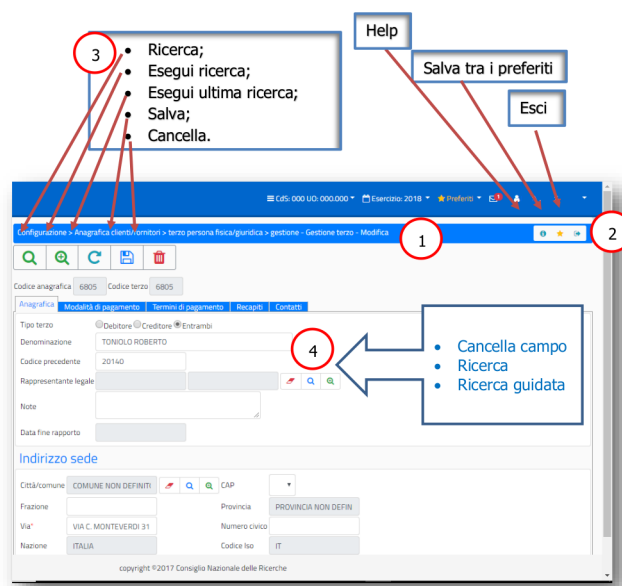 Help
3
Ricerca;
Esegui ricerca;
Esegui ultima ricerca;
Salva;
Cancella.
Salva tra i preferiti
Esci
CdS: 000 UO: 000.000 Esercizio: 2018 Preferiti
Configurazione > Anagrafica clienti/fornitori > terzo persona fisica/giuridica > gestione - Gestione terzo - Modifica
1
2
Codice anagrafica 6805 Codice terzo 6805
Anagrafica Modalità di pagamento Termini di pagamento Recapiti Contatti
Tipo terzo Debitore Creditore Entrambi
Denominazione TONIOLO ROBERTO
4
Cancella campo
Ricerca
Ricerca guidata
Codice precedente 20140
Rappresentante legale
Note
Data fine rapporto
Indirizzo sede
Città/comune COMUNE NON DEFINITI CAP
Frazione Provincia PROVINCIA NON DEFIN
Via* VIA C. MONTEVERDI 31 Numero civico
Nazione ITALIA Codice Iso IT
copyright ©2017 Consiglio Nazionale delle Ricerche